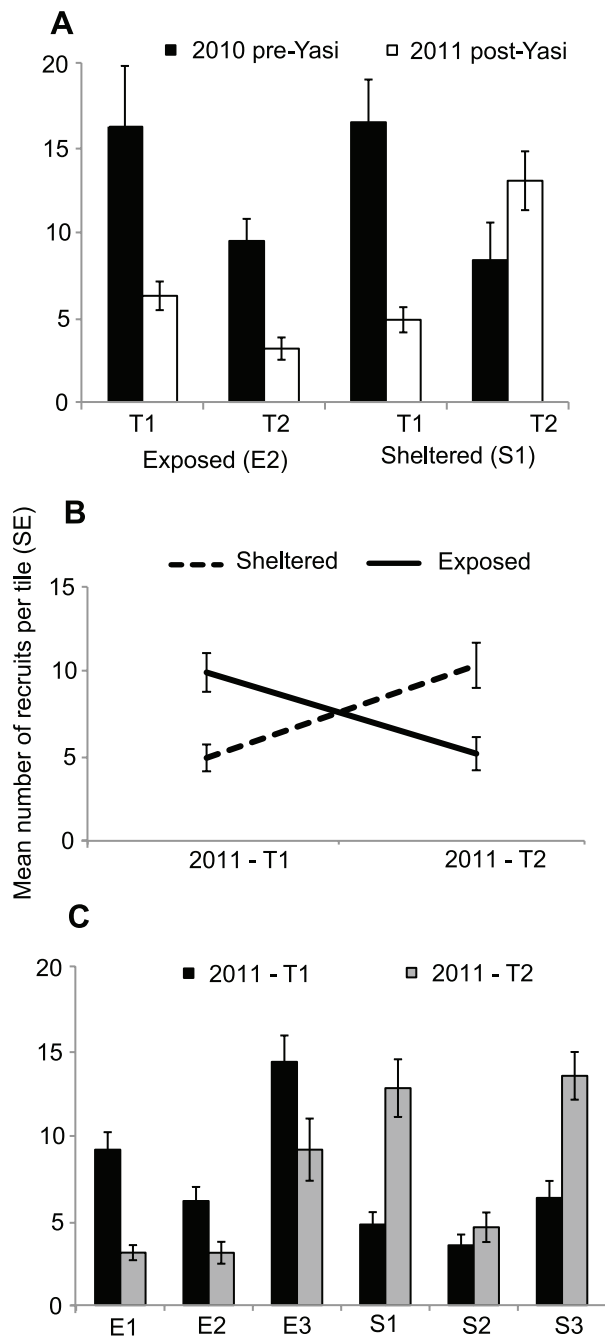 A
2010 pre-Yasi 2011 post-Yasi
20
15
10
5
0
T1 T2 T1 T2
Exposed (E2) Sheltered (S1)
Mean number of recruits per tile (SE)
B
Sheltered Exposed
15
10
5
0
2011 - T1 2011 - T2
C
2011 - T1 2011 - T2
20
15
10
5
0
E1 E2 E3 S1 S2 S3